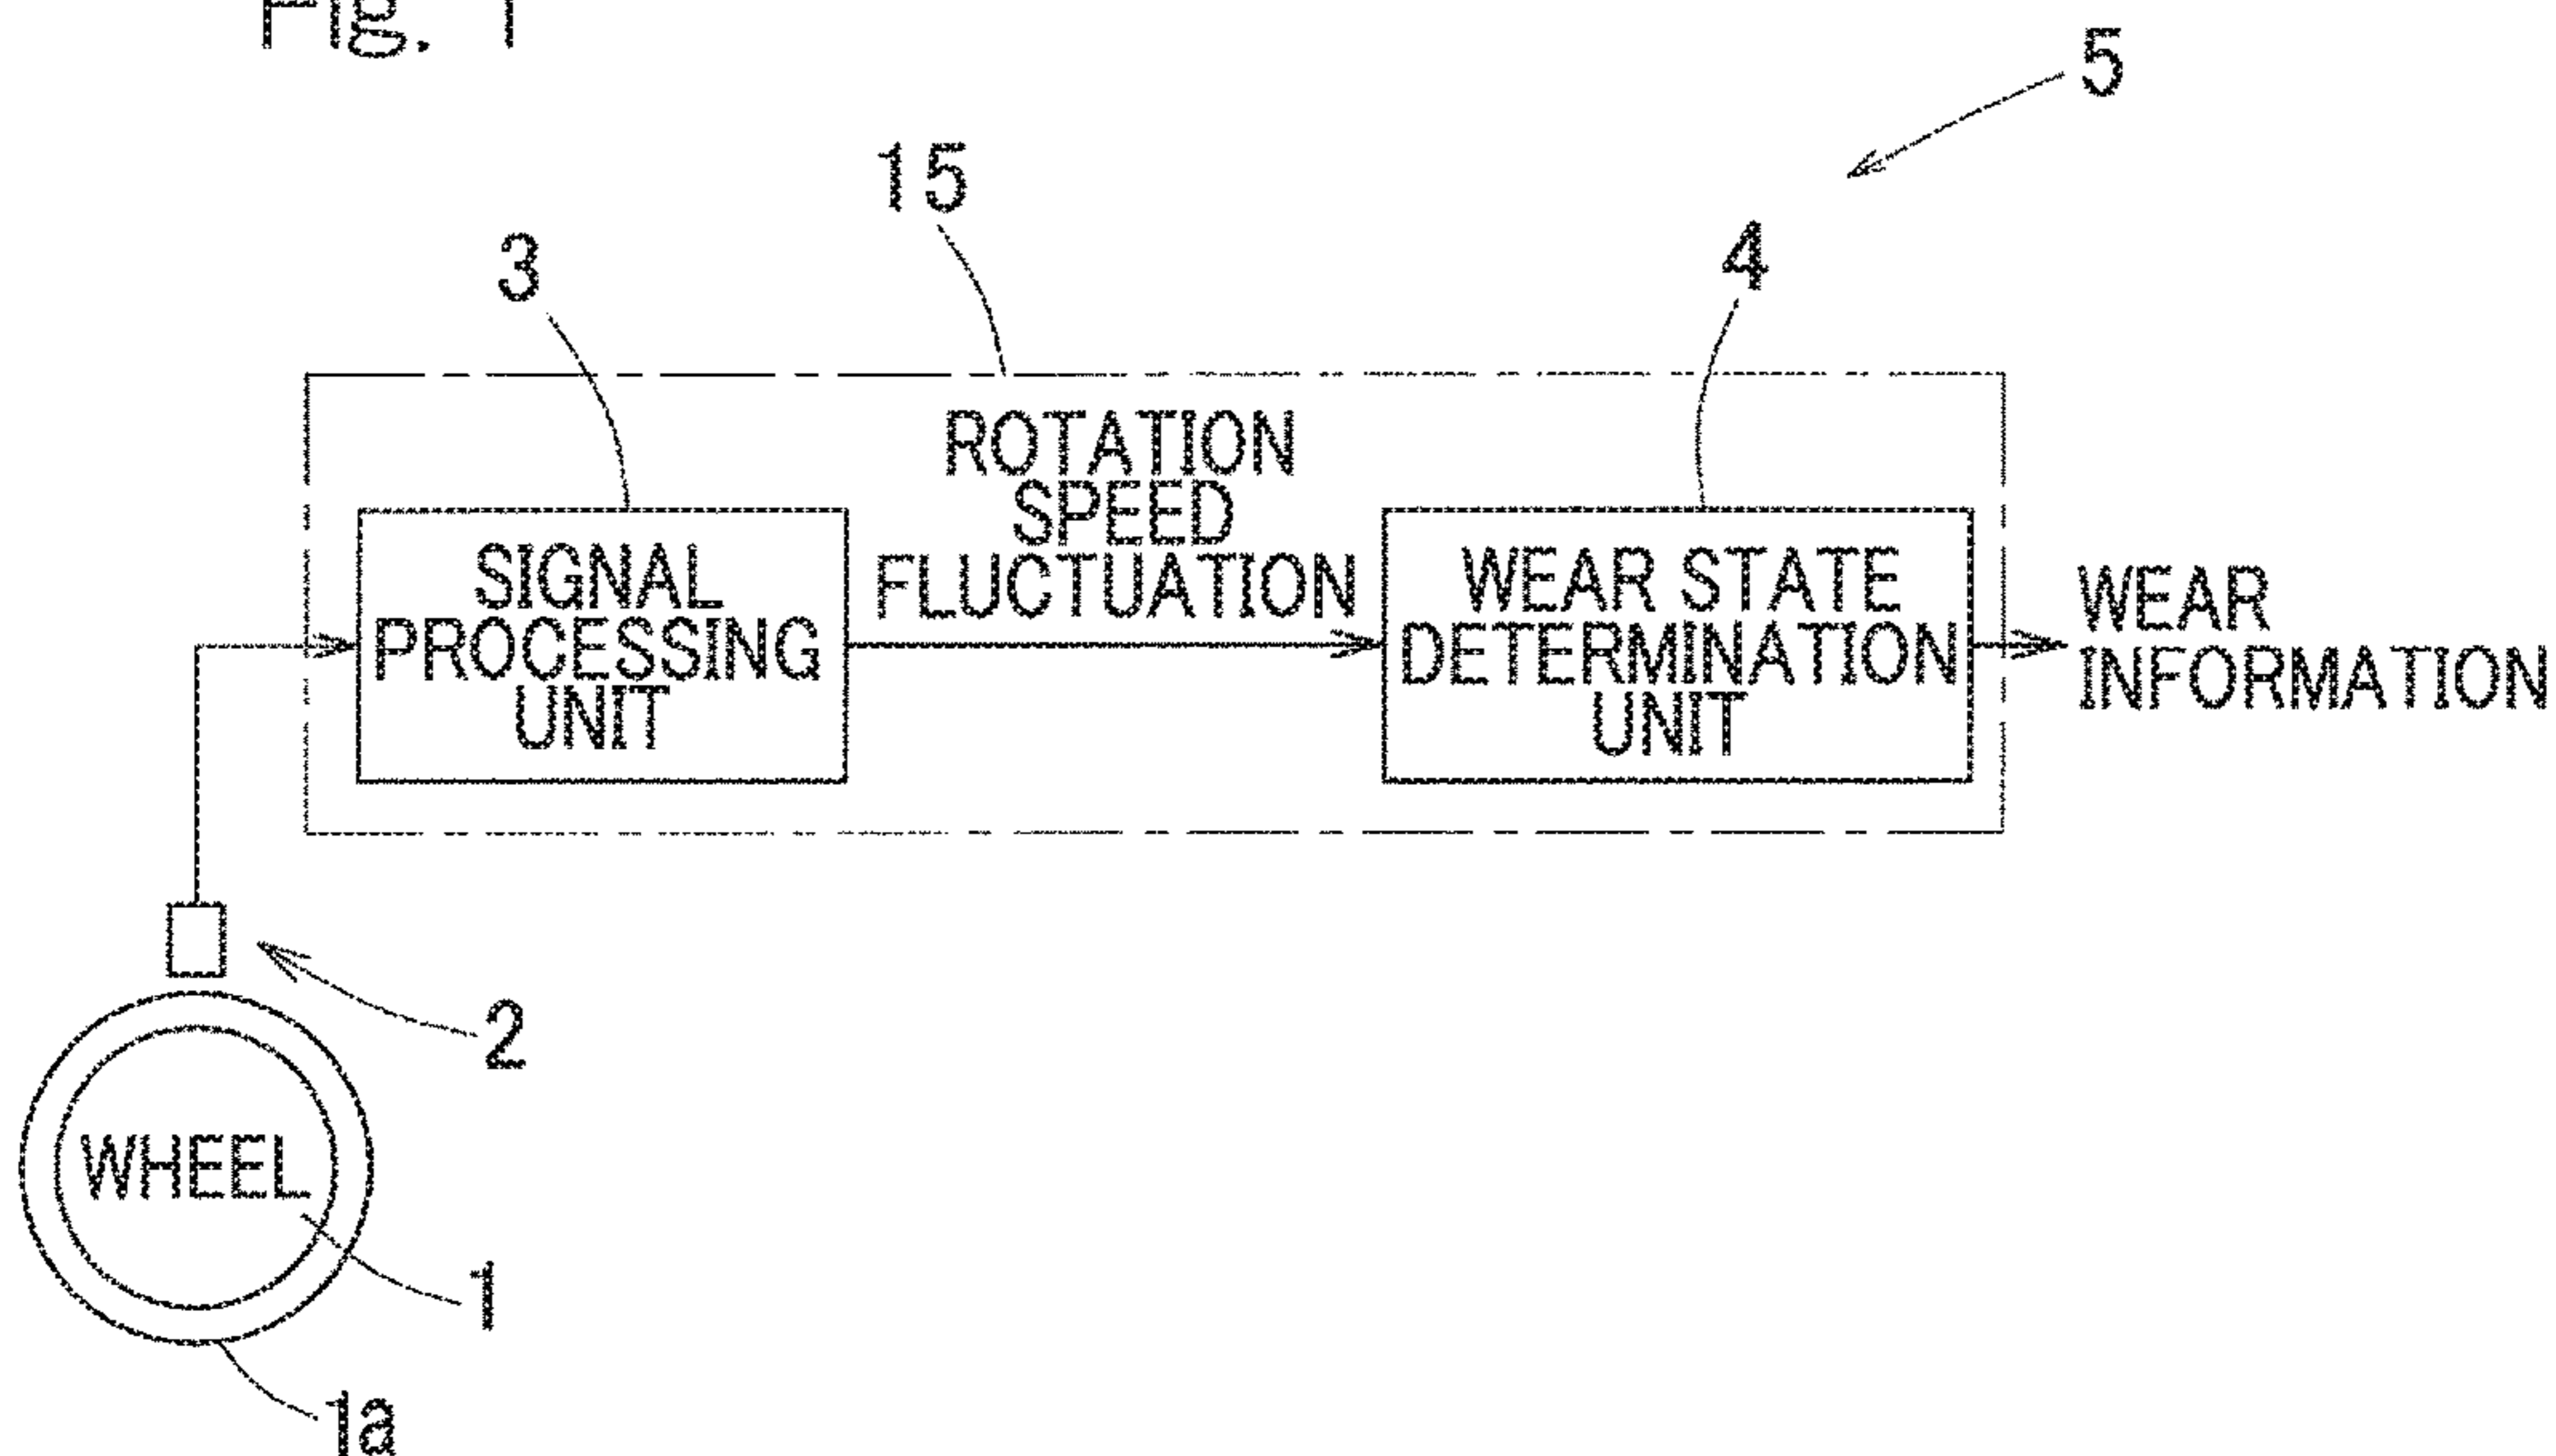 Fig. 1
5
15
3
4
ROTATION
SPEED
FLUCTUATION
SIGNAL
PROCESSING
UNIT
WEAR STATE
DETERMINATION
UNIT
WEAR
INFORMATION
2
WHEEL
1
1a